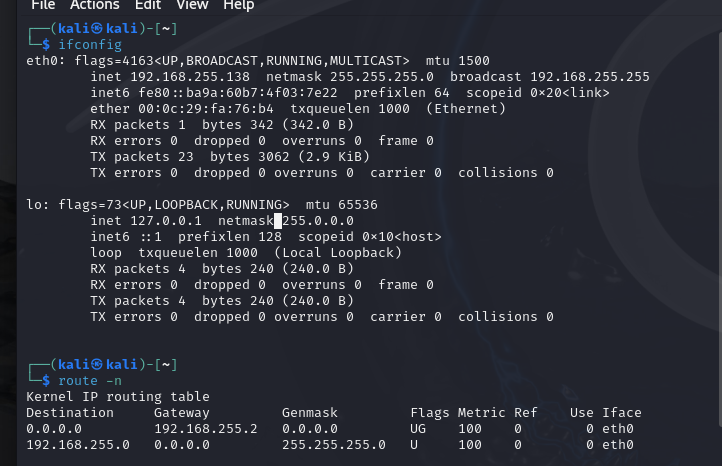 File Actions Edit View Help
┌──(kali㉿kali)-[~]
└─$ ifconfig
eth0: flags=4163<UP,BROADCAST,RUNNING,MULTICAST>  mtu 1500
        inet 192.168.255.138  netmask 255.255.255.0  broadcast 192.168.255.255
        inet6 fe80::ba9a:60b7:4f03:7e22  prefixlen 64  scopeid 0×20<link>
        ether 00:0c:29:fa:76:b4  txqueuelen 1000  (Ethernet)
        RX packets 1  bytes 342 (342.0 B)
        RX errors 0  dropped 0  overruns 0  frame 0
        TX packets 23  bytes 3062 (2.9 KiB)
        TX errors 0  dropped 0 overruns 0  carrier 0  collisions 0
lo: flags=73<UP,LOOPBACK,RUNNING>  mtu 65536
        inet 127.0.0.1  netmask 255.0.0.0
        inet6 ::1  prefixlen 128  scopeid 0×10<host>
        loop  txqueuelen 1000  (Local Loopback)
        RX packets 4  bytes 240 (240.0 B)
        RX errors 0  dropped 0  overruns 0  frame 0
        TX packets 4  bytes 240 (240.0 B)
        TX errors 0  dropped 0 overruns 0  carrier 0  collisions 0
┌──(kali㉿kali)-[~]
└─$ route -n
Kernel IP routing table
Destination     Gateway         Genmask         Flags Metric Ref    Use Iface
0.0.0.0         192.168.255.2   0.0.0.0         UG    100    0        0 eth0
192.168.255.0   0.0.0.0         255.255.255.0   U     100    0        0 eth0